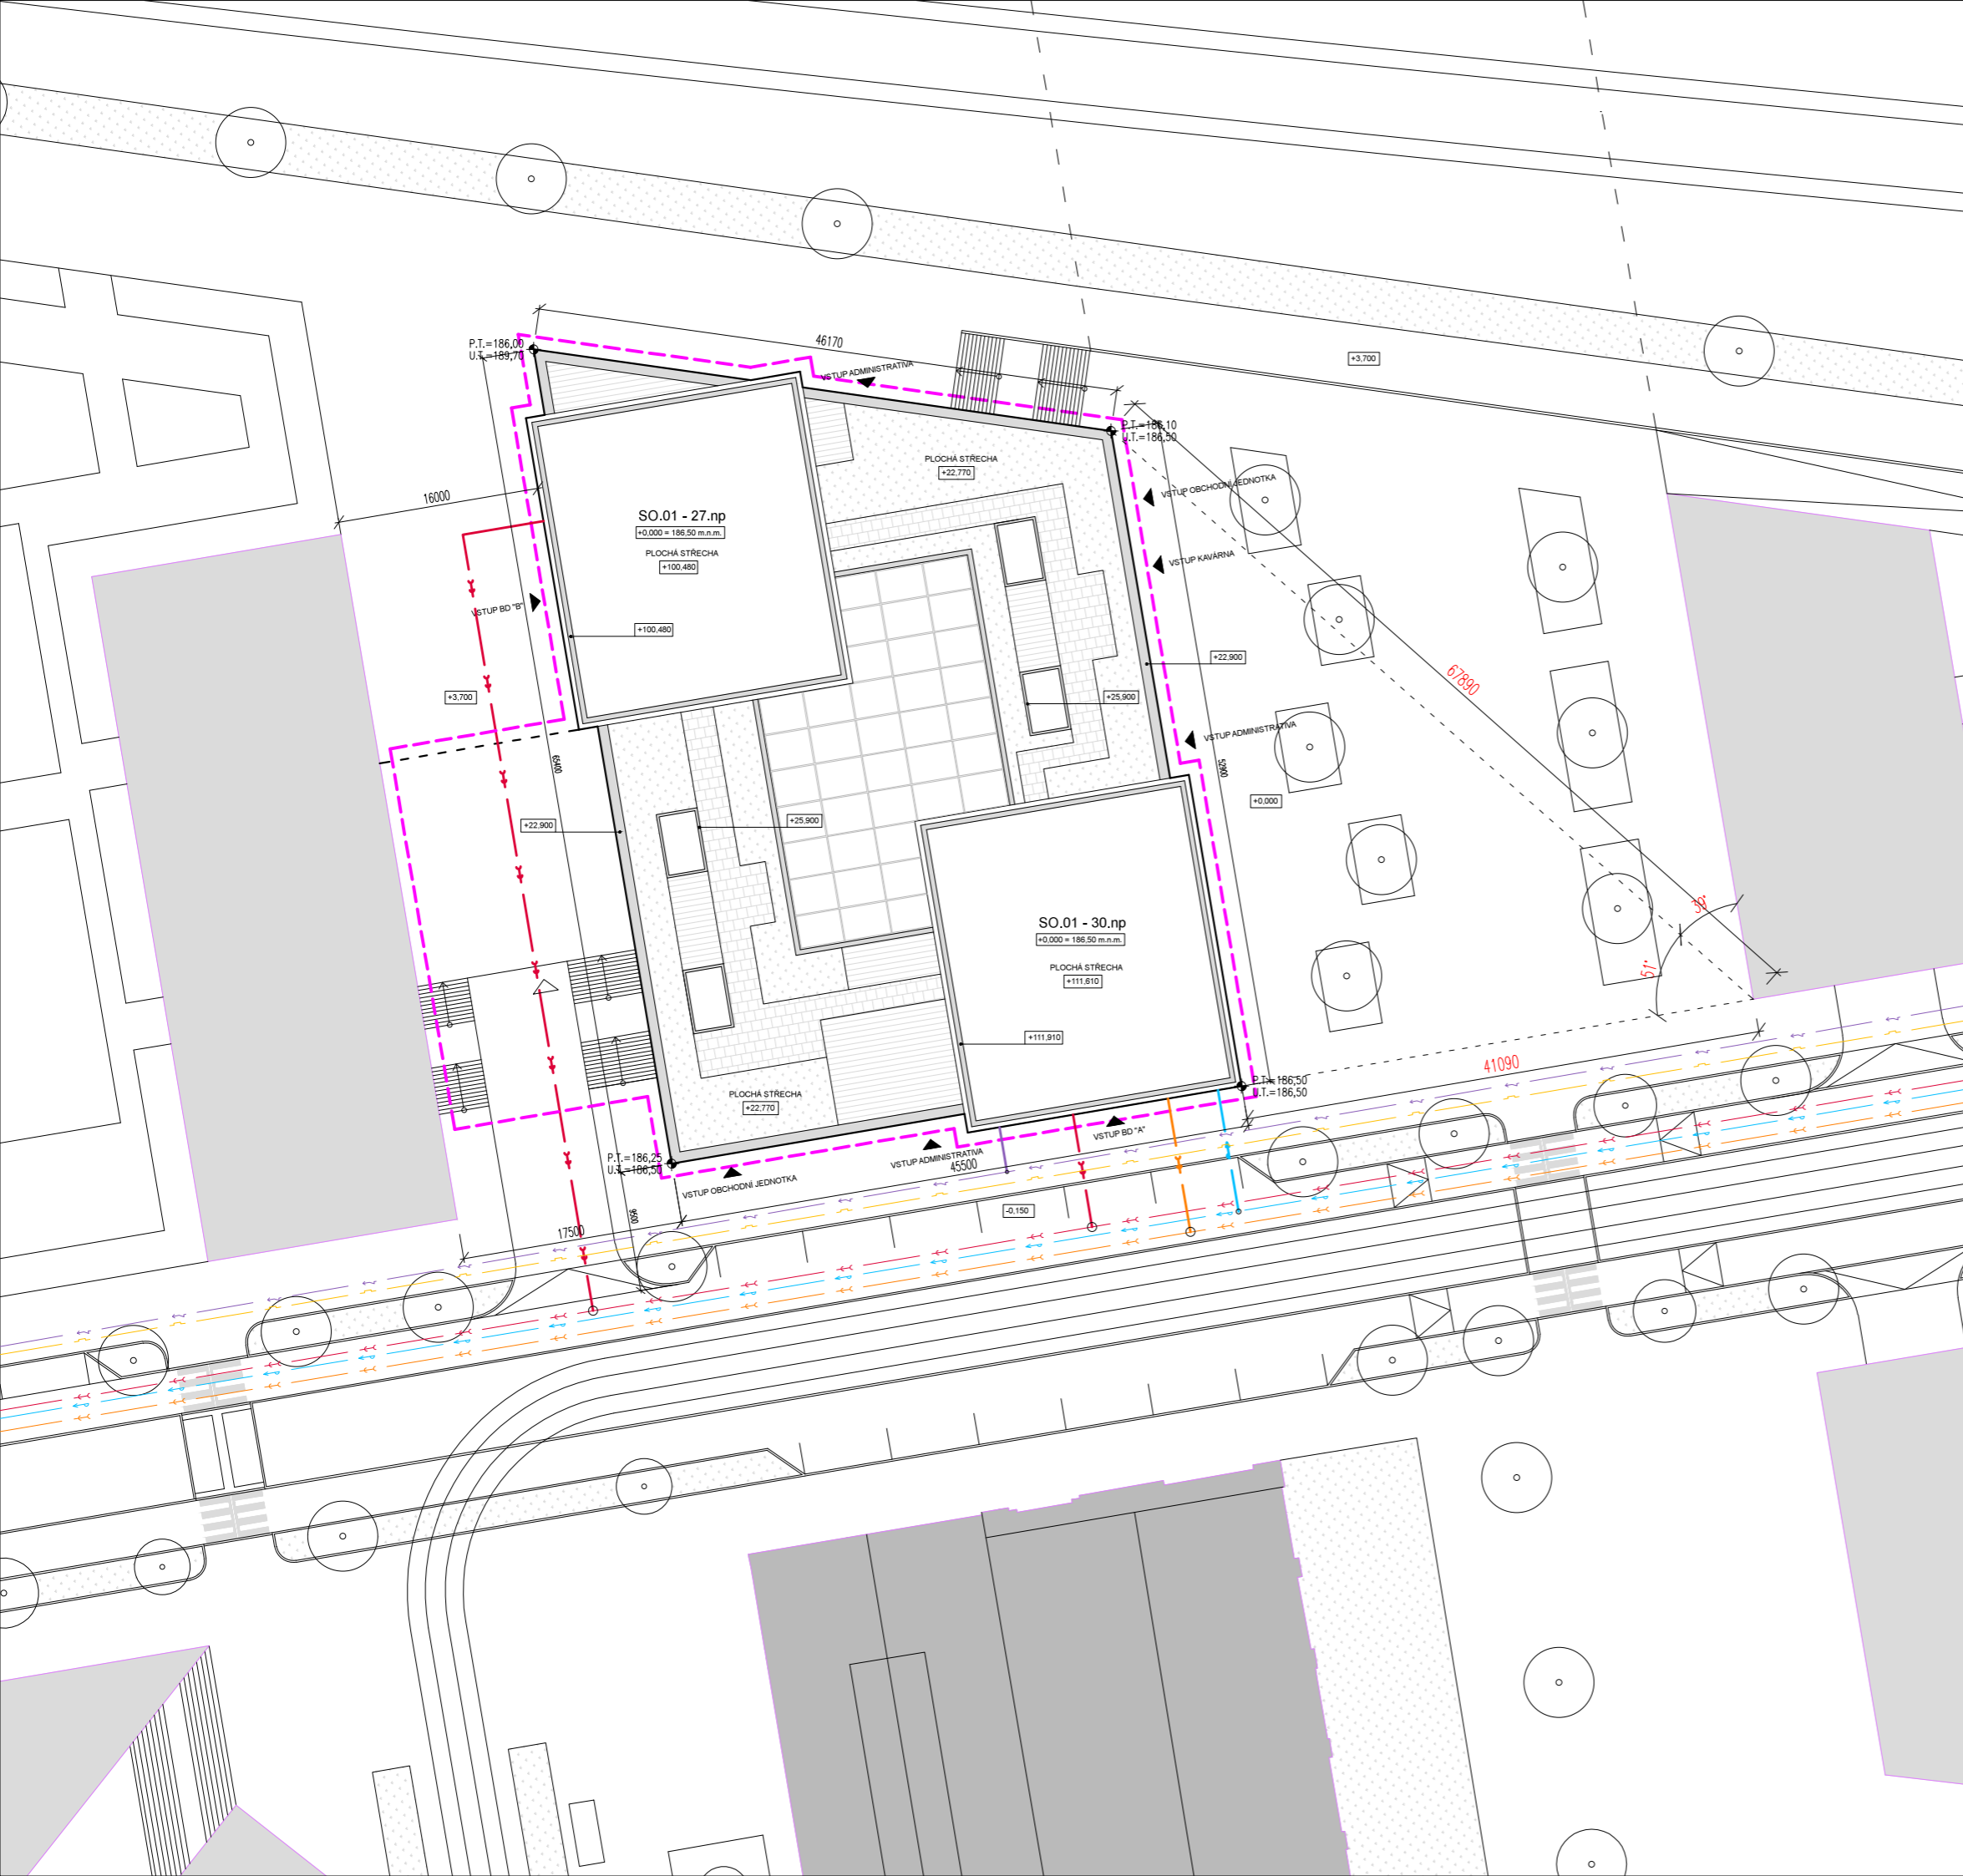 P.T.=186,00
U.T.=189,70
46170
VSTUP ADMINISTRATIVA
+3,700
P.T.=186,10
U.T.=186,50
PLOCHÁ STŘECHA
+22,770
VSTUP OBCHODNÍ JEDNOTKA
16000
SO.01 - 27.np
+0,000 = 186,50 m.n.m.
PLOCHÁ STŘECHA
+100,480
VSTUP KAVÁRNA
VSTUP BD "B"
+100,480
+22,900
67890
+3,700
+25,900
VSTUP ADMINISTRATIVA
65400
52900
+0,000
+22,900
+25,900
39°
SO.01 - 30.np
+0,000 = 186,50 m.n.m.
PLOCHÁ STŘECHA
+111,610
51°
+111,910
41090
PLOCHÁ STŘECHA
+22,770
P.T.=186,50
U.T.=186,50
VSTUP BD "A"
P.T.=186,25
U.T.=186,50
VSTUP ADMINISTRATIVA
45500
VSTUP OBCHODNÍ JEDNOTKA
-0,150
9500
17500